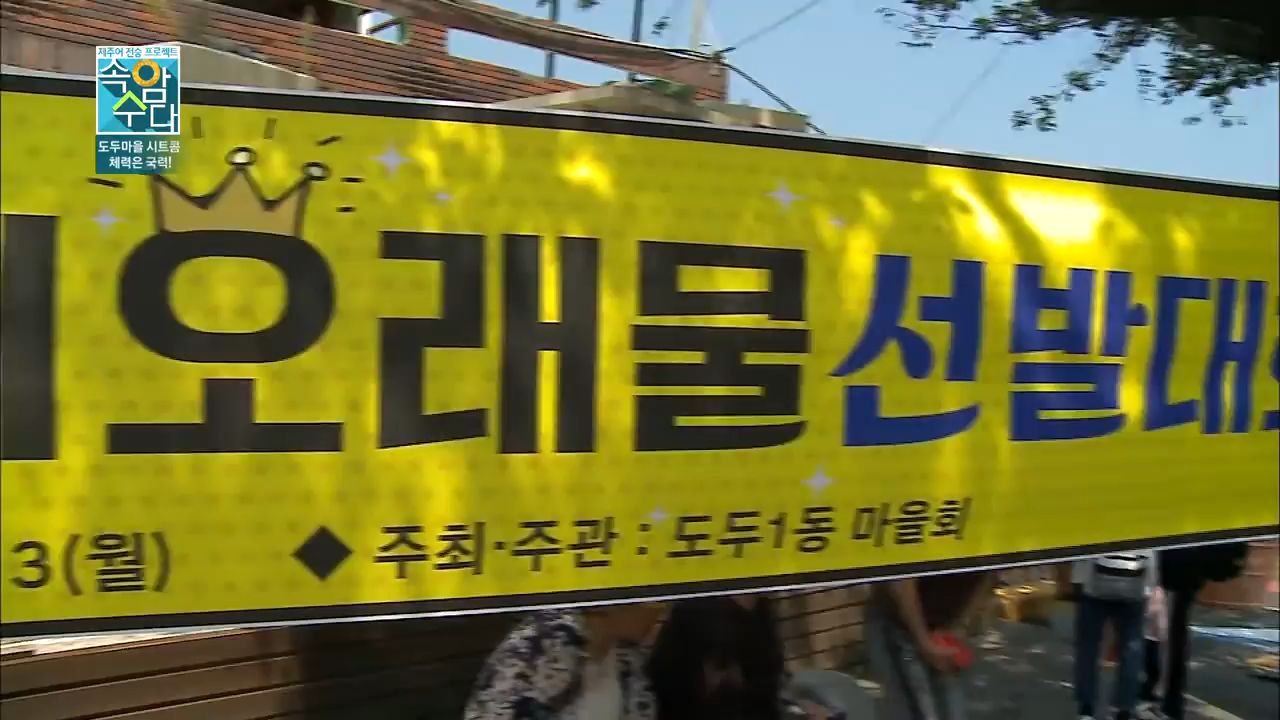 제주어 전승 프로젝트
속암
수다
도두마을 시트콤
체력은 국력!
오래물 선발대
3(월) ◆ 주최·주관 : 도두1동 마을회